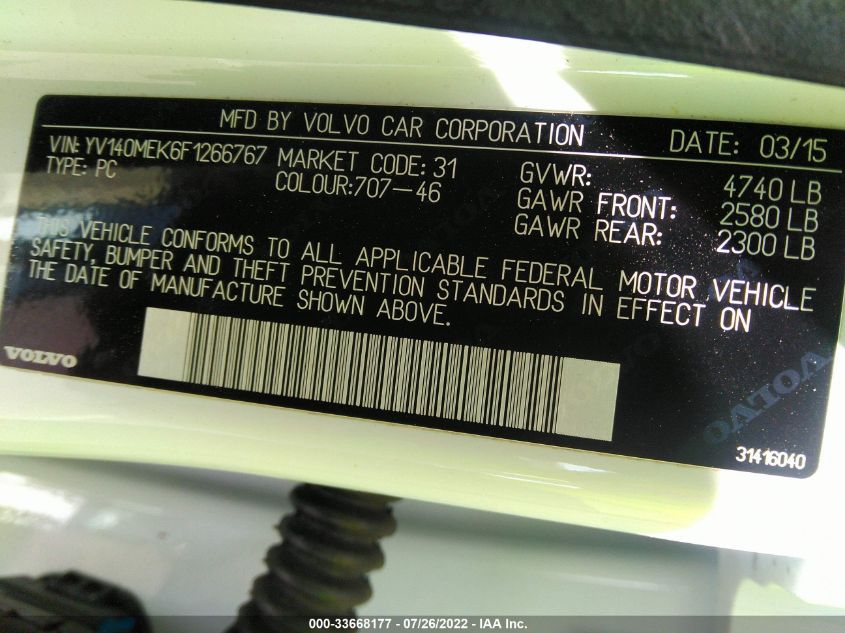 MFD BY VOLVO CAR CORPORATION DATE: 03/15
VIN: YV140MEK6F1266767 MARKET CODE: 31 GVWR: 4740 LB
TYPE: PC COLOUR:707-46 GAWR FRONT: 2580 LB
GAWR REAR: 2300 LB
THIS VEHICLE CONFORMS TO ALL APPLICABLE FEDERAL MOTOR VEHICLE
SAFETY, BUMPER AND THEFT PREVENTION STANDARDS IN EFFECT ON
THE DATE OF MANUFACTURE SHOWN ABOVE.
VOLVO
VOLVO
31416040
000-33668177 - 07/26/2022 - IAA Inc.